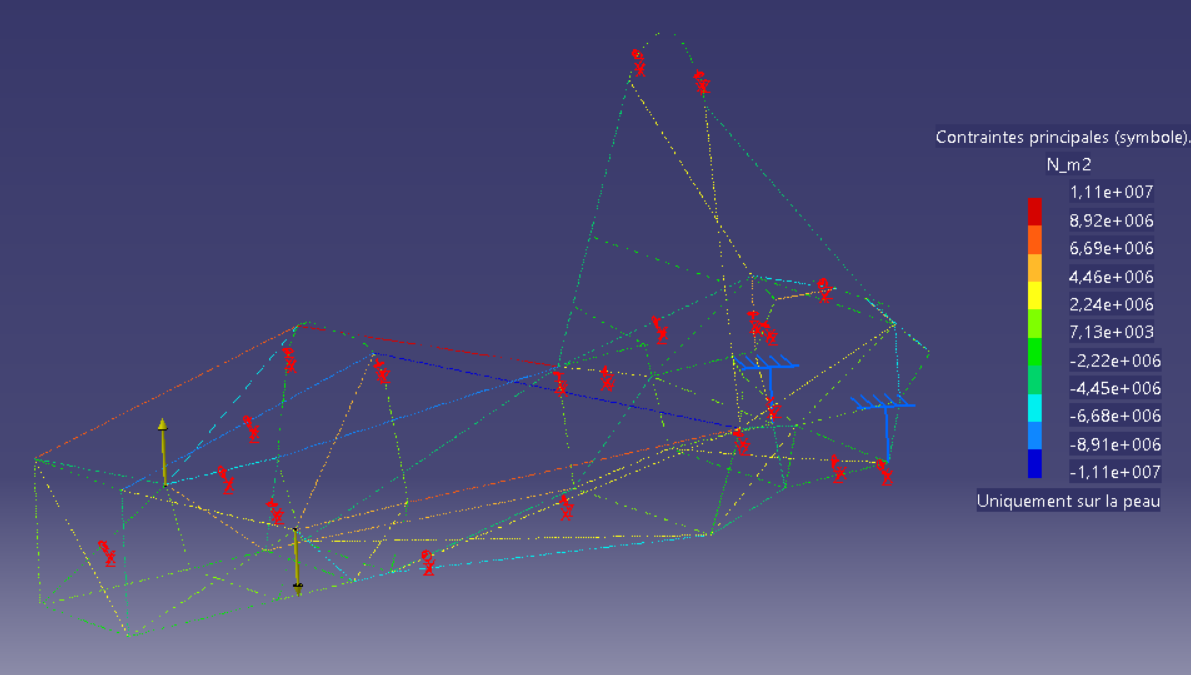 Contraintes principales (symbole).
N_m2
1,11e+007
8,92e+006
6,69e+006
4,46e+006
2,24e+006
7,13e+003
-2,22e+006
-4,45e+006
-6,68e+006
-8,91e+006
-1,11e+007
Uniquement sur la peau